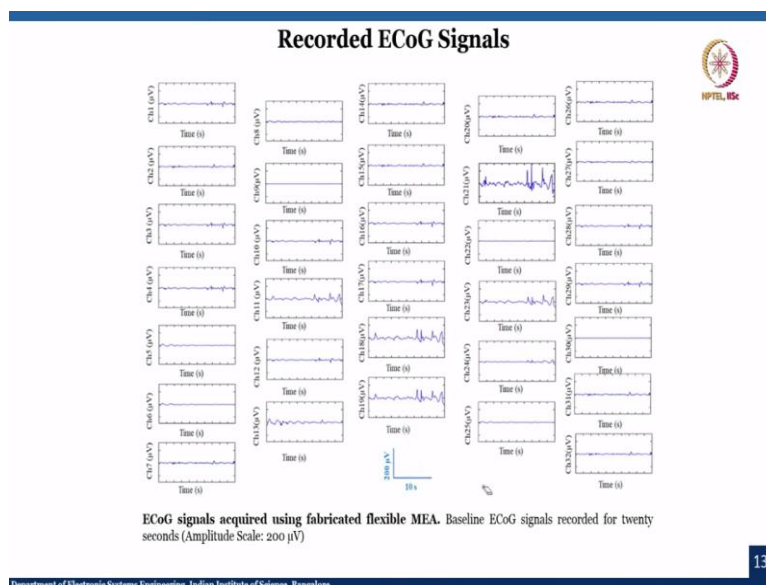 Recorded ECoG Signals
NPTEL, IISc
Ch1 (µV)
Time (s)
Ch2 (µV)
Time (s)
Ch3 (µV)
Time (s)
Ch4 (µV)
Time (s)
Ch5 (µV)
Time (s)
Ch6 (µV)
Time (s)
Ch7 (µV)
Time (s)
Ch8 (µV)
Time (s)
Ch9(µV)
Time (s)
Ch10 (µV)
Time (s)
Ch11 (µV)
Time (s)
Ch12 (µV)
Time (s)
Ch13(µV)
Time (s)
Ch14(µV)
Time (s)
Ch15(µV)
Time (s)
Ch16(µV)
Time (s)
Ch17(µV)
Time (s)
Ch18(µV)
Time (s)
Ch19(µV)
Time (s)
200 µV
10 s
Ch20(µV)
Time (s)
Ch21(µV)
Time (s)
Ch22(µV)
Time (s)
Ch23(µV)
Time (s)
Ch24(µV)
Time (s)
Ch25(µV)
Time (s)
Ch26(µV)
Time (s)
Ch27(µV)
Time (s)
Ch28(µV)
Time (s)
Ch29(µV)
Time (s)
Ch30(µV)
Time (s)
Ch31(µV)
Time (s)
Ch32(µV)
Time (s)
ECoG signals acquired using fabricated flexible MEA. Baseline ECoG signals recorded for twenty
seconds (Amplitude Scale: 200 µV)
13
Department of Electronic Systems Engineering, Indian Institute of Science, Bangalore